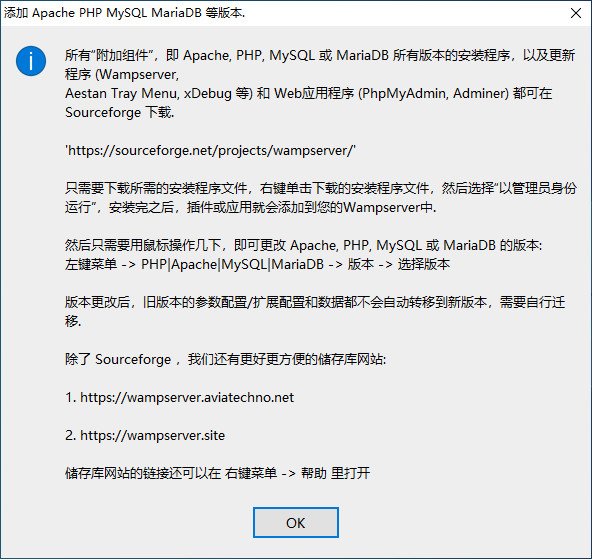 添加 Apache PHP MySQL MariaDB 等版本.
所有“附加组件”，即 Apache, PHP, MySQL 或 MariaDB 所有版本的安装程序，以及更新
程序 (Wampserver,
Aestan Tray Menu, xDebug 等) 和 Web应用程序 (PhpMyAdmin, Adminer) 都可在
Sourceforge 下载.
'https://sourceforge.net/projects/wampserver/'
只需要下载所需的安装程序文件，右键单击下载的安装程序文件，然后选择“以管理员身份
运行”，安装完之后，插件或应用就会添加到您的Wampserver中.
然后只需要用鼠标操作几下，即可更改 Apache, PHP, MySQL 或 MariaDB 的版本:
左键菜单 -> PHP|Apache|MySQL|MariaDB -> 版本 -> 选择版本
版本更改后，旧版本的参数配置/扩展配置和数据都不会自动转移到新版本，需要自行迁
移.
除了 Sourceforge ，我们还有更好更方便的储存库网站:
1. https://wampserver.aviatechno.net
2. https://wampserver.site
储存库网站的链接还可以在 右键菜单 -> 帮助 里打开
OK